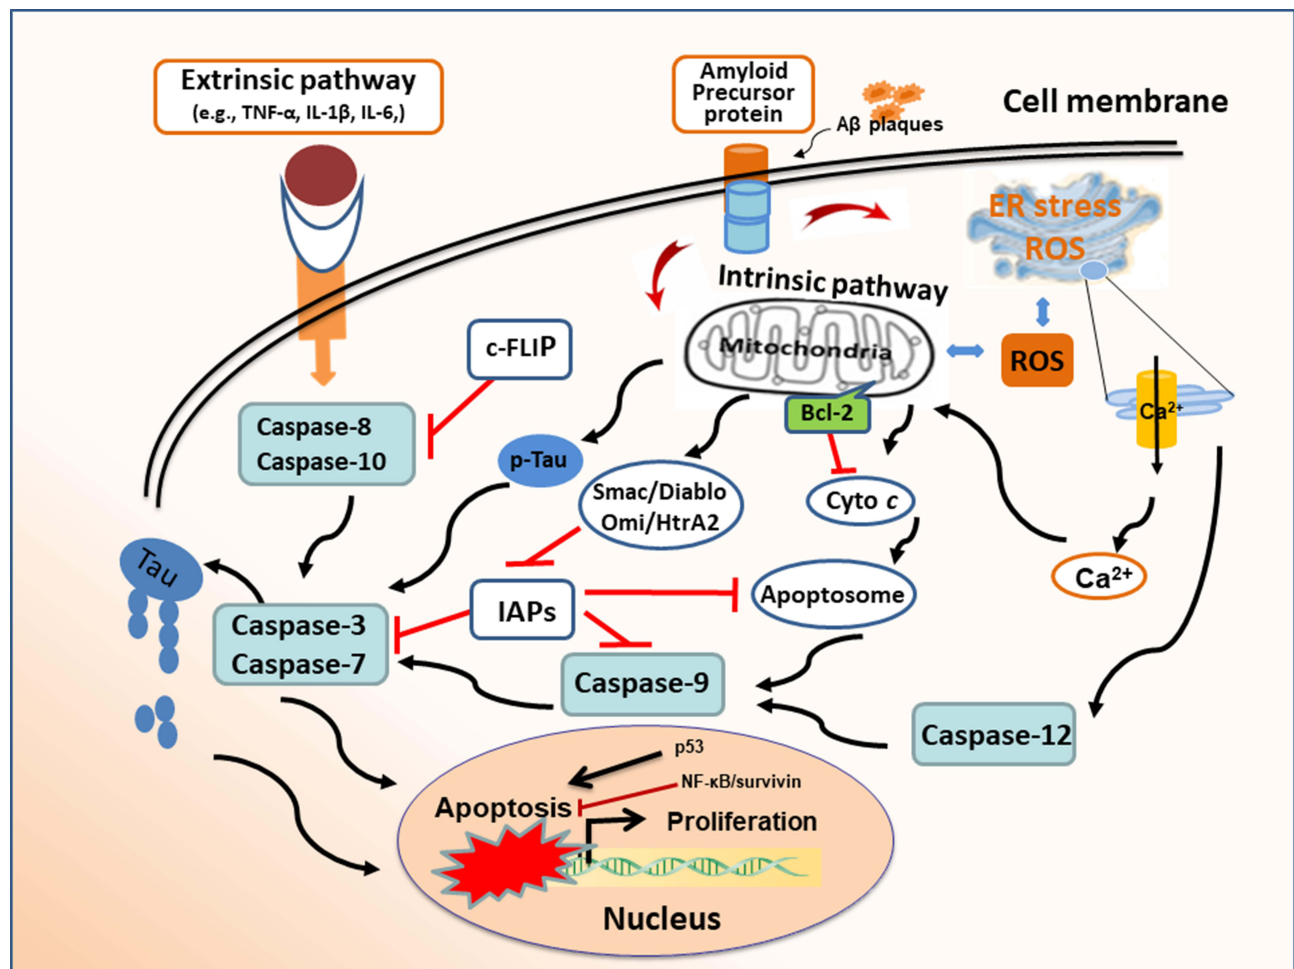 Extrinsic pathway
(e.g., TNF-α, IL-1β, IL-6,)
Amyloid
Precursor
protein
Aβ plaques
Cell membrane
ER stress
ROS
Intrinsic pathway
Mitochondria
ROS
c-FLIP
Caspase-8
Caspase-10
Bcl-2
Ca²⁺
p-Tau
Smac/Diablo
Omi/HtrA2
Cyto c
Tau
Ca²⁺
IAPs
Apoptosome
Caspase-3
Caspase-7
Caspase-9
Caspase-12
p53
NF-κB/survivin
Apoptosis
Proliferation
Nucleus